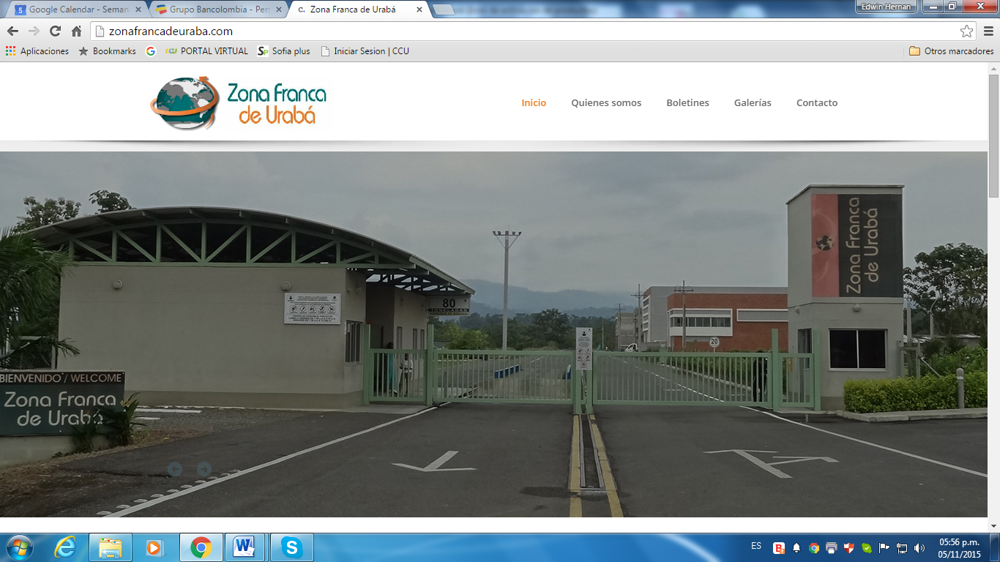 5 Google Calendar - Seman
Grupo Bancolombia - Pers
C. Zona Franca de Urabá
Edwin Hernan
zonafrancadeuraba.com
Aplicaciones
Bookmarks
PORTAL VIRTUAL
Sofia plus
Iniciar Sesion | CCU
Otros marcadores
Zona Franca
de Urabá
Inicio
Quienes somos
Boletines
Galerías
Contacto
Zona Franca
de Urabá
80
TONELADAS
20
BIENVENIDO / WELCOME
Zona Franca
de Urabá
ES
05:56 p.m.
05/11/2015